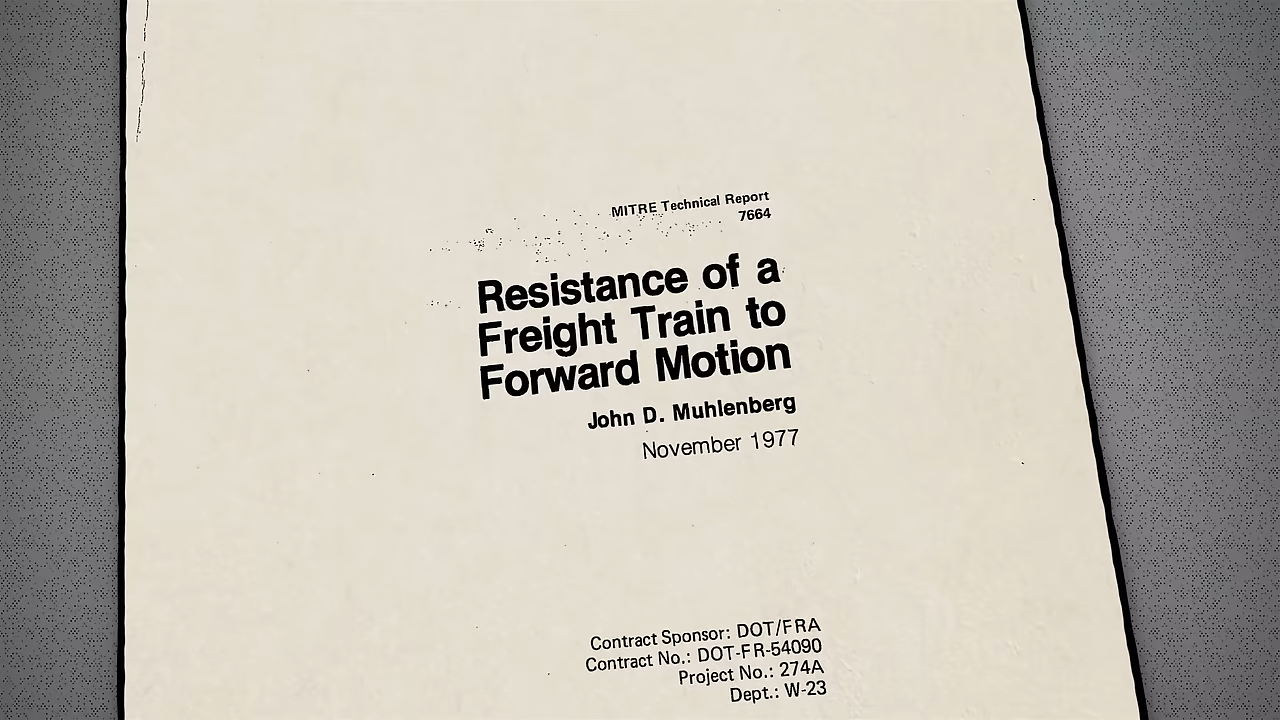 MITRE Technical Report
7664
Resistance of a
Freight Train to
Forward Motion
John D. Muhlenberg
November 1977
Contract Sponsor: DOT/FRA
Contract No.: DOT-FR-54090
Project No.: 274A
Dept.: W-23